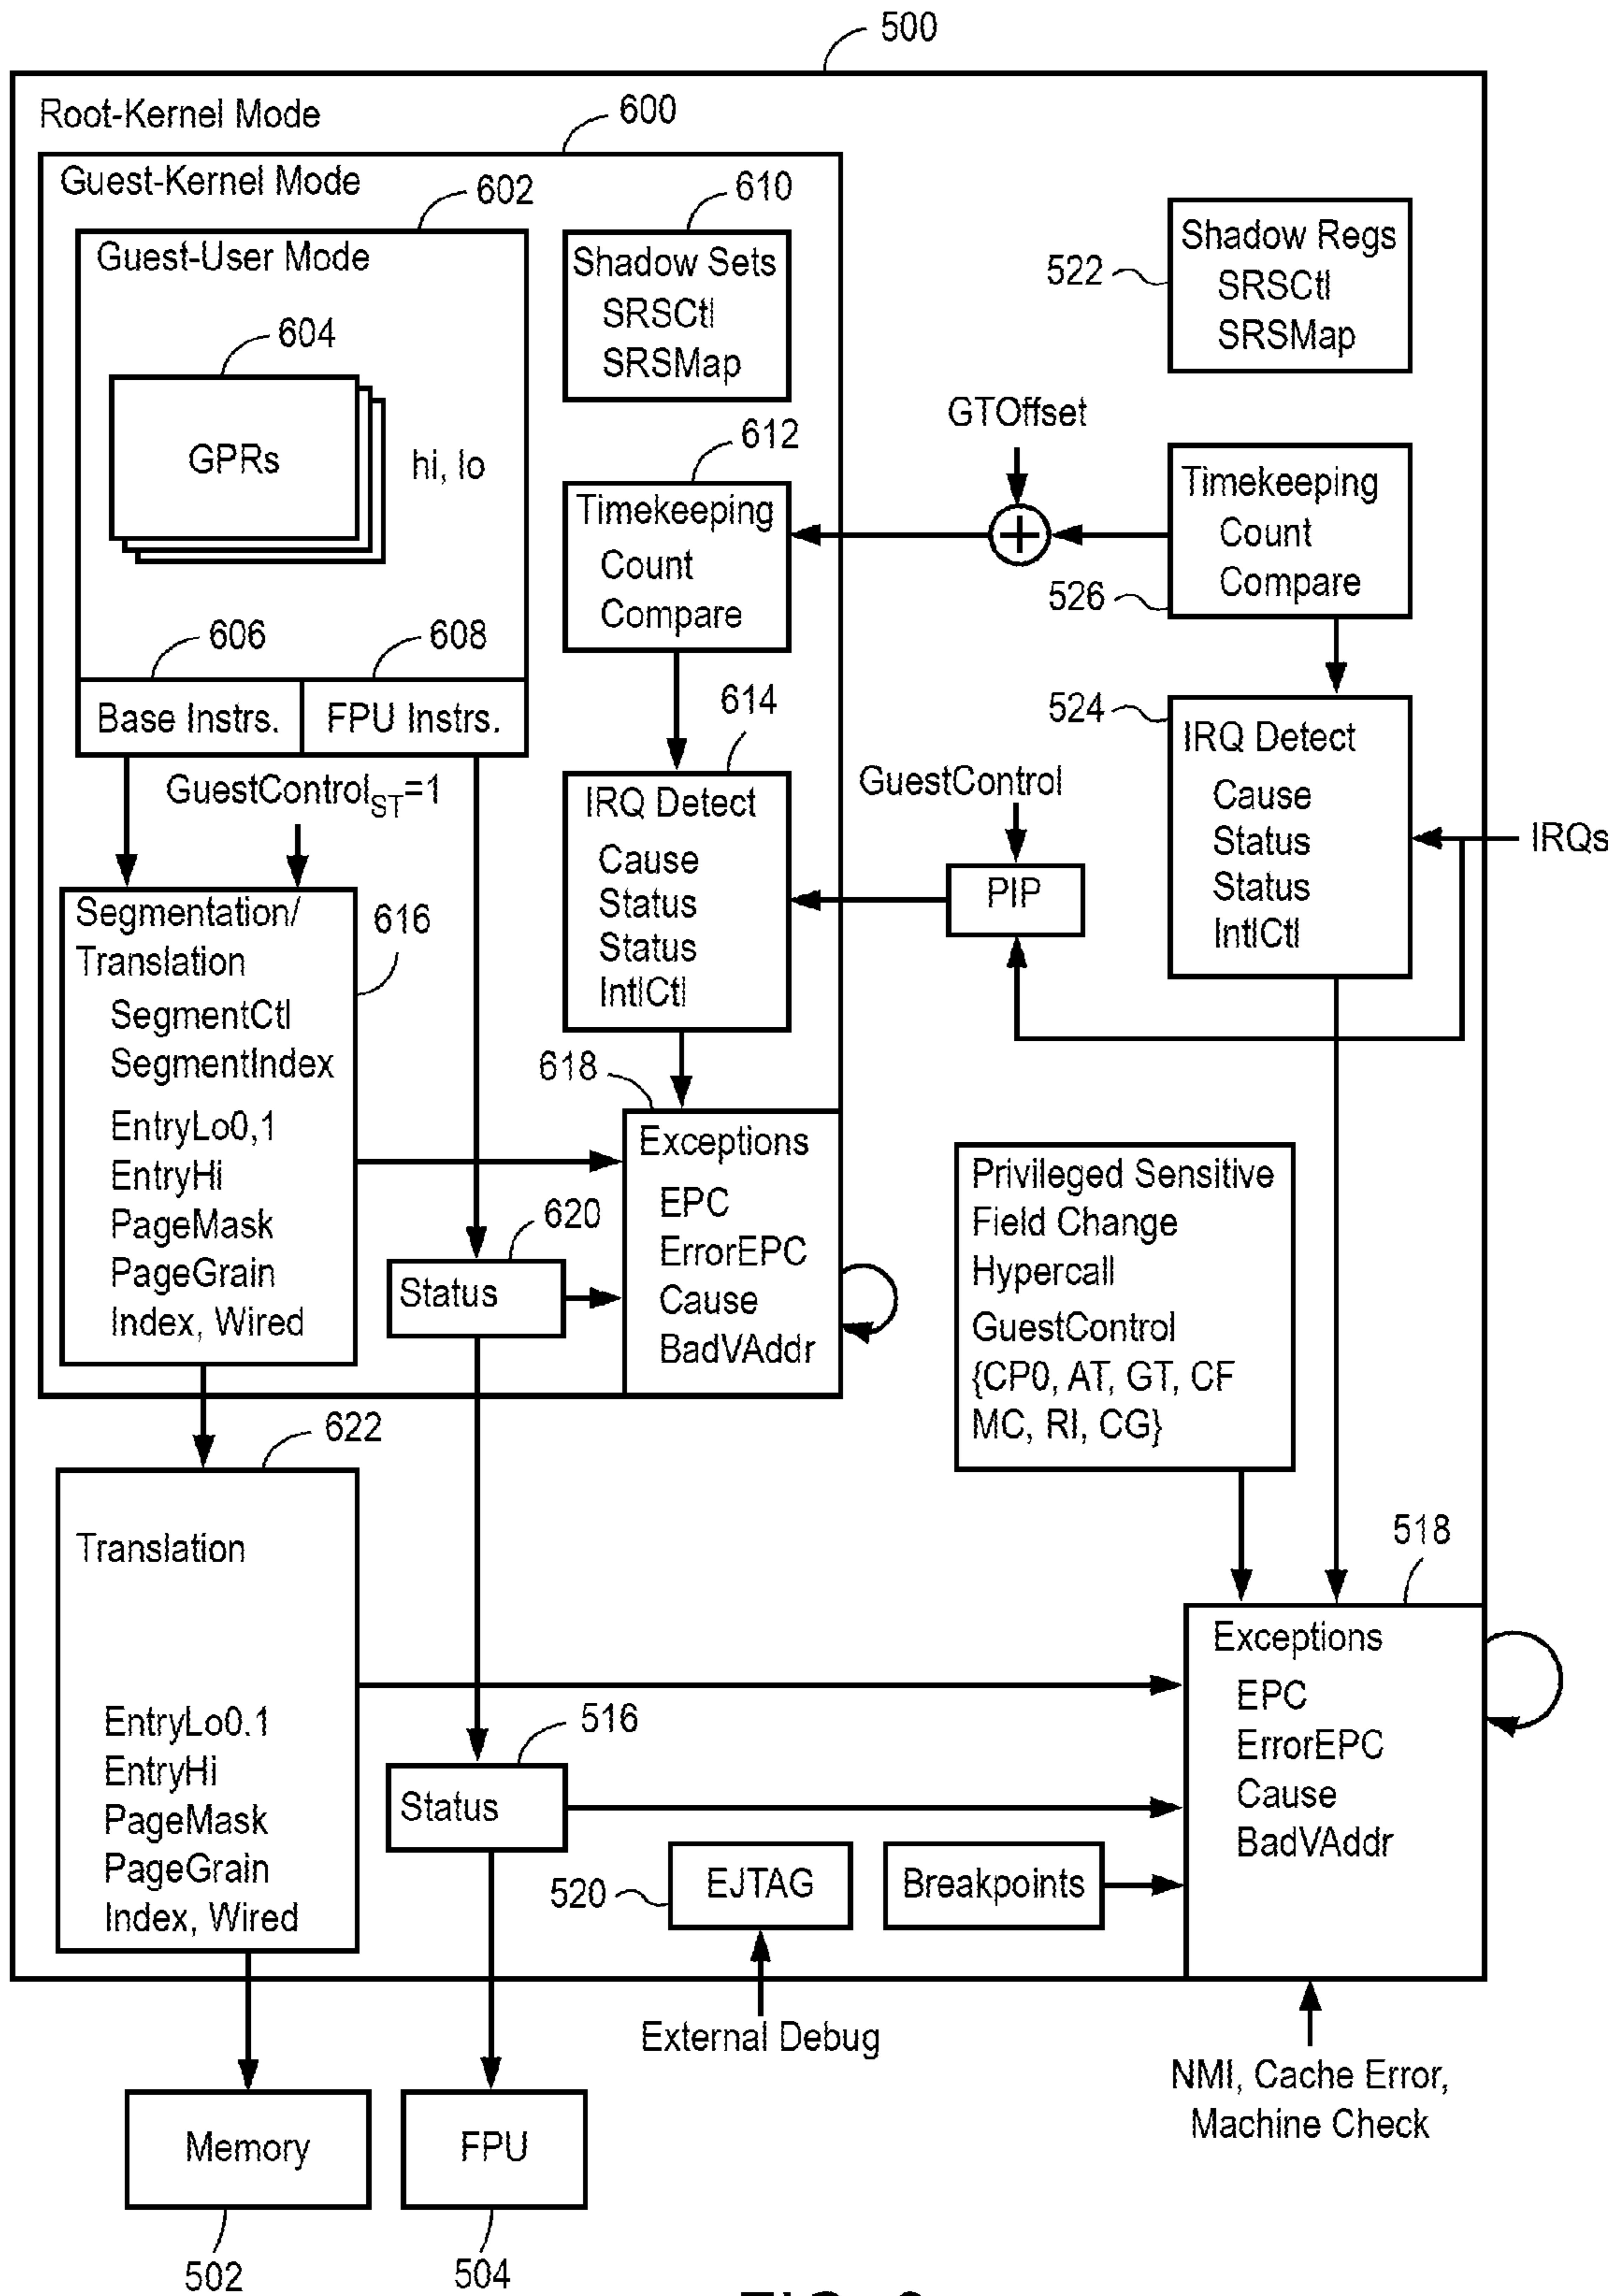 500
Root-Kernel Mode
600
Guest-Kernel Mode
602
Guest-User Mode
604
GPRs
hi, lo
606
608
Base Instrs.
FPU Instrs.
610
Shadow Sets
SRSCtl
SRSMap
522
Shadow Regs
SRSCtl
SRSMap
GTOffset
612
Timekeeping
Count
Compare
+
526
Timekeeping
Count
Compare
614
IRQ Detect
Cause
Status
Status
IntlCtl
GuestControl
PIP
524
IRQ Detect
Cause
Status
Status
IntlCtl
IRQs
GuestControlST=1
616
Segmentation/
Translation
SegmentCtl
SegmentIndex
EntryLo0,1
EntryHi
PageMask
PageGrain
Index, Wired
618
Exceptions
EPC
ErrorEPC
Cause
BadVAddr
620
Status
Privileged Sensitive
Field Change
Hypercall
GuestControl
{CP0, AT, GT, CF
MC, RI, CG}
622
Translation
EntryLo0.1
EntryHi
PageMask
PageGrain
Index, Wired
518
Exceptions
EPC
ErrorEPC
Cause
BadVAddr
516
Status
520
EJTAG
Breakpoints
External Debug
NMI, Cache Error,
Machine Check
Memory
FPU
502
504